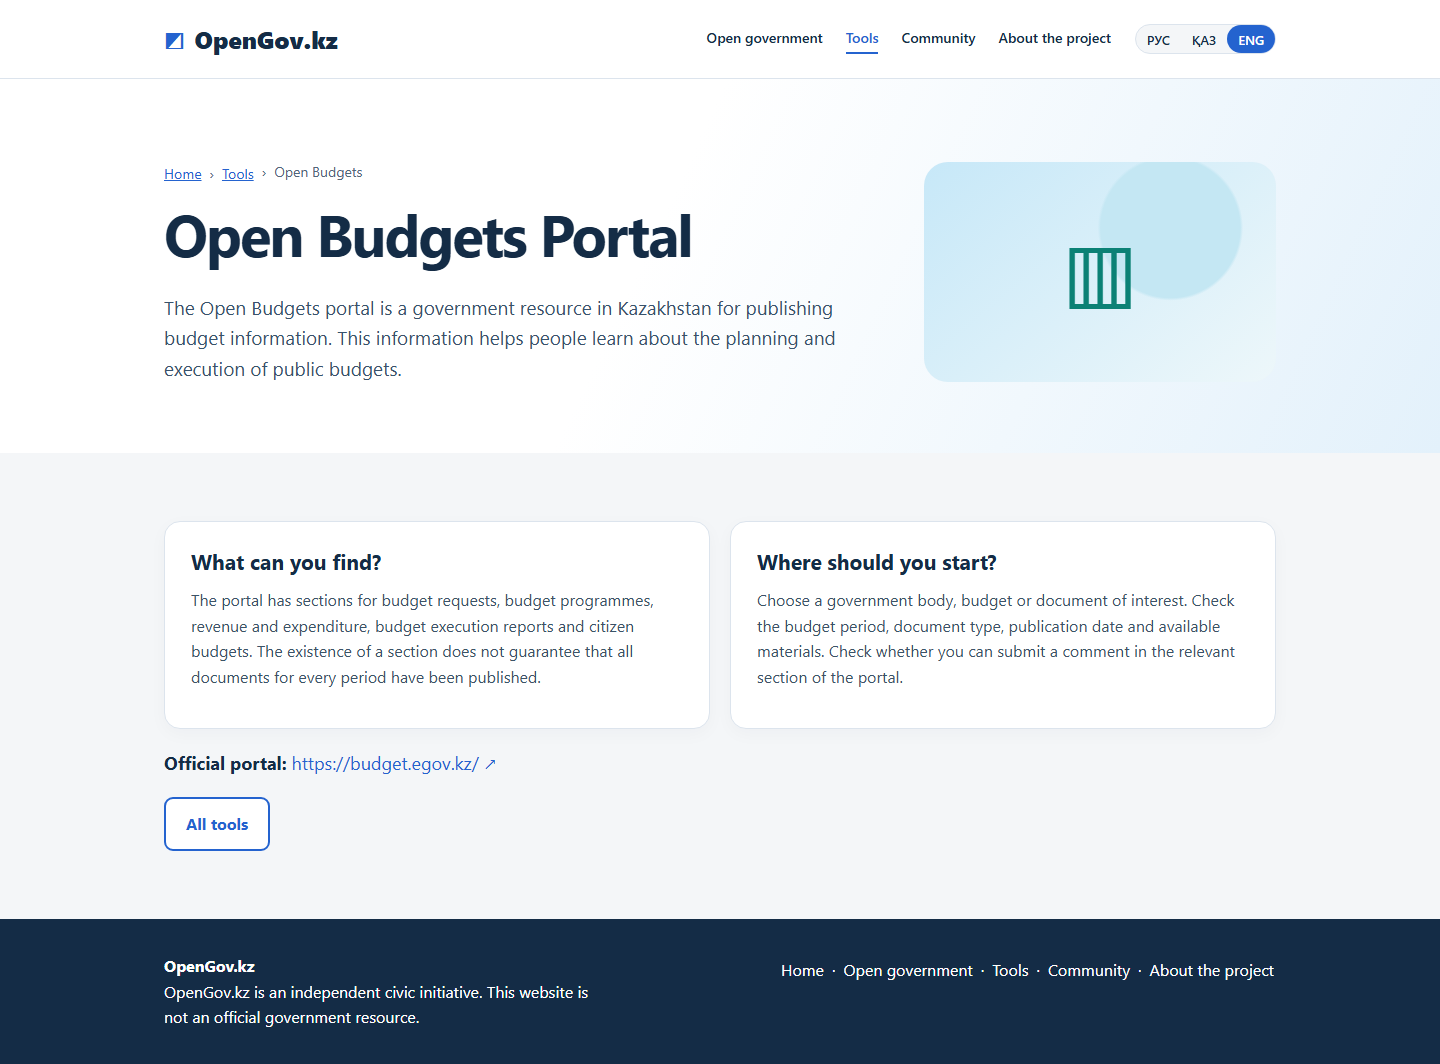 OpenGov.kz
Open government
Tools
Community
About the project
РУС
ҚАЗ
ENG
Home › Tools › Open Budgets
Open Budgets Portal
The Open Budgets portal is a government resource in Kazakhstan for publishing
budget information. This information helps people learn about the planning and
execution of public budgets.
What can you find?
The portal has sections for budget requests, budget programmes,
revenue and expenditure, budget execution reports and citizen
budgets. The existence of a section does not guarantee that all
documents for every period have been published.
Where should you start?
Choose a government body, budget or document of interest. Check
the budget period, document type, publication date and available
materials. Check whether you can submit a comment in the relevant
section of the portal.
Official portal: https://budget.egov.kz/ ↗
All tools
OpenGov.kz
OpenGov.kz is an independent civic initiative. This website is
not an official government resource.
Home · Open government · Tools · Community · About the project